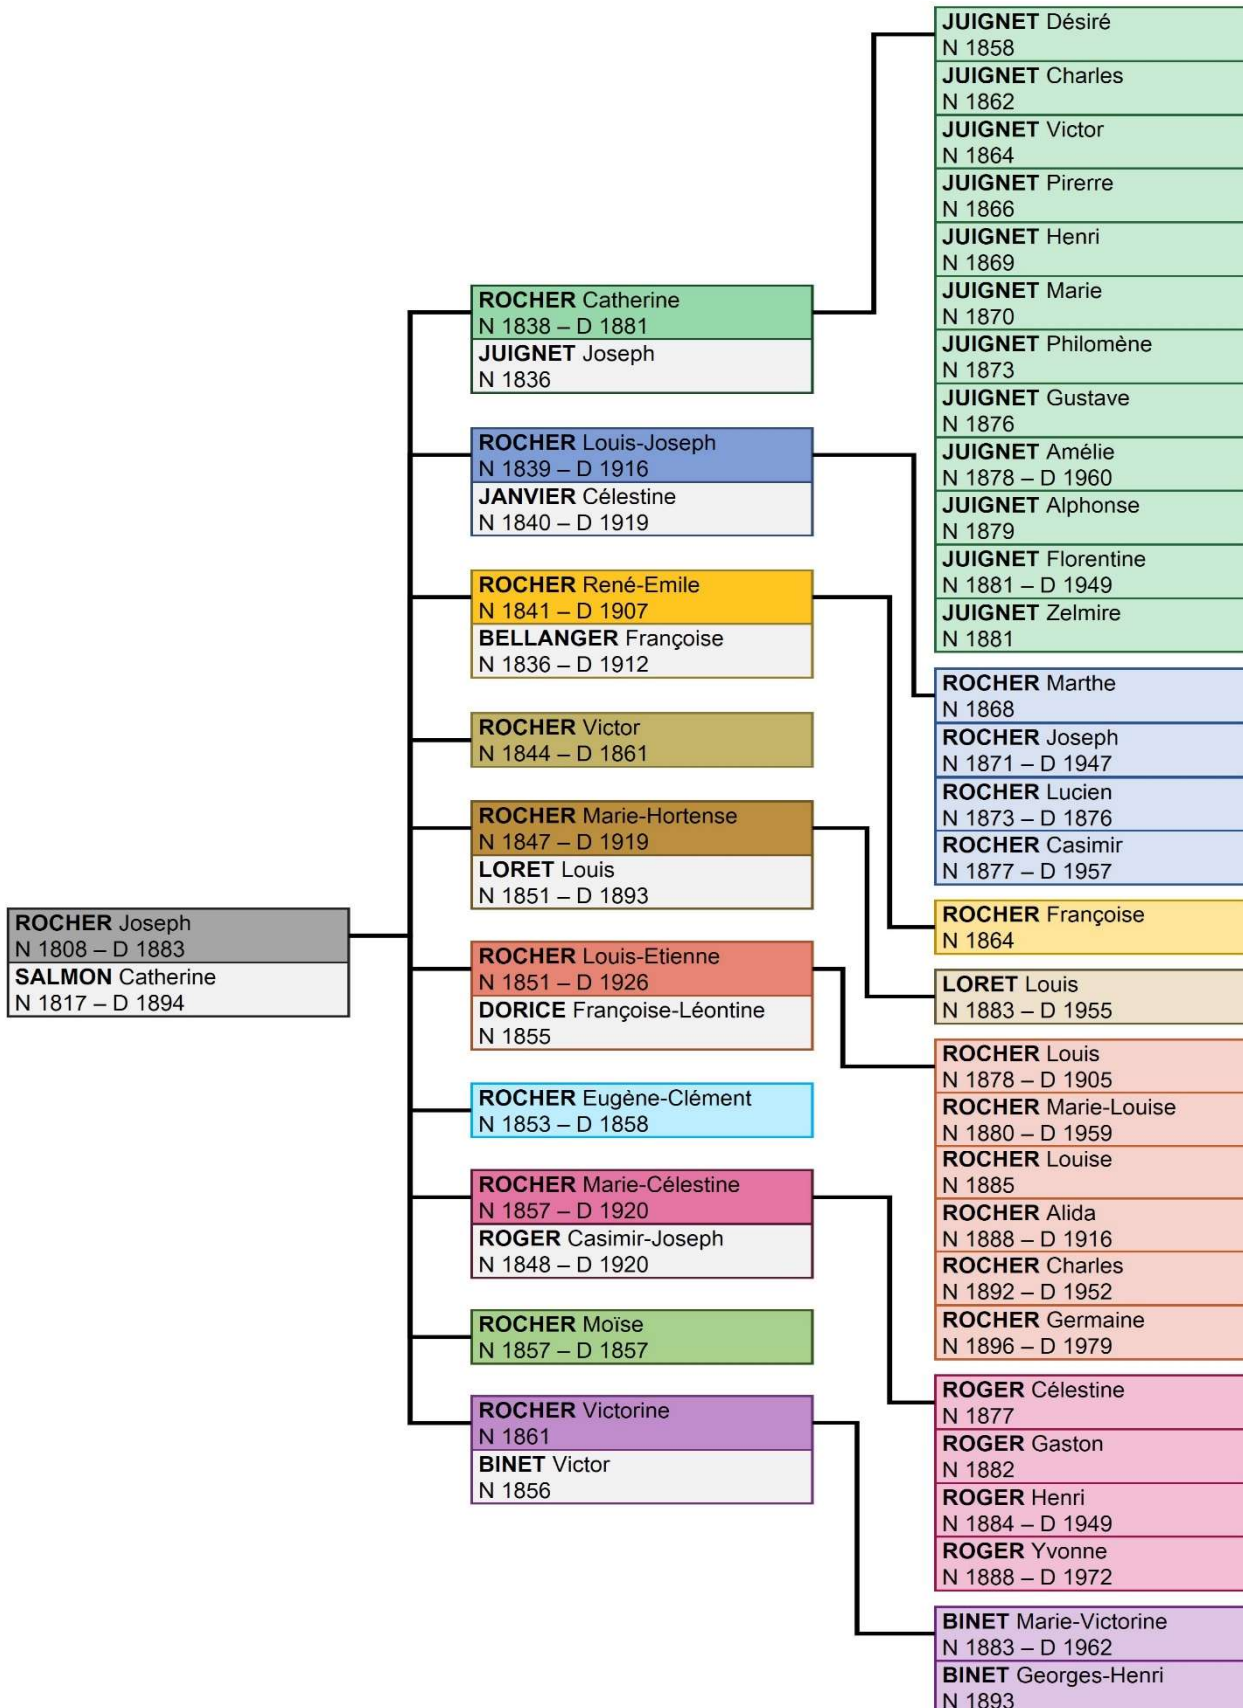 ROCHER Joseph
N 1808 – D 1883
SALMON Catherine
N 1817 – D 1894
ROCHER Catherine
N 1838 – D 1881
JUIGNET Joseph
N 1836
ROCHER Louis-Joseph
N 1839 – D 1916
JANVIER Célestine
N 1840 – D 1919
ROCHER René-Emile
N 1841 – D 1907
BELLANGER Françoise
N 1836 – D 1912
ROCHER Victor
N 1844 – D 1861
ROCHER Marie-Hortense
N 1847 – D 1919
LORET Louis
N 1851 – D 1893
ROCHER Louis-Etienne
N 1851 – D 1926
DORICE Françoise-Léontine
N 1855
ROCHER Eugène-Clément
N 1853 – D 1858
ROCHER Marie-Célestine
N 1857 – D 1920
ROGER Casimir-Joseph
N 1848 – D 1920
ROCHER Moïse
N 1857 – D 1857
ROCHER Victorine
N 1861
BINET Victor
N 1856
JUIGNET Désiré
N 1858
JUIGNET Charles
N 1862
JUIGNET Victor
N 1864
JUIGNET Pirerre
N 1866
JUIGNET Henri
N 1869
JUIGNET Marie
N 1870
JUIGNET Philomène
N 1873
JUIGNET Gustave
N 1876
JUIGNET Amélie
N 1878 – D 1960
JUIGNET Alphonse
N 1879
JUIGNET Florentine
N 1881 – D 1949
JUIGNET Zelmire
N 1881
ROCHER Marthe
N 1868
ROCHER Joseph
N 1871 – D 1947
ROCHER Lucien
N 1873 – D 1876
ROCHER Casimir
N 1877 – D 1957
ROCHER Françoise
N 1864
LORET Louis
N 1883 – D 1955
ROCHER Louis
N 1878 – D 1905
ROCHER Marie-Louise
N 1880 – D 1959
ROCHER Louise
N 1885
ROCHER Alida
N 1888 – D 1916
ROCHER Charles
N 1892 – D 1952
ROCHER Germaine
N 1896 – D 1979
ROGER Célestine
N 1877
ROGER Gaston
N 1882
ROGER Henri
N 1884 – D 1949
ROGER Yvonne
N 1888 – D 1972
BINET Marie-Victorine
N 1883 – D 1962
BINET Georges-Henri
N 1893